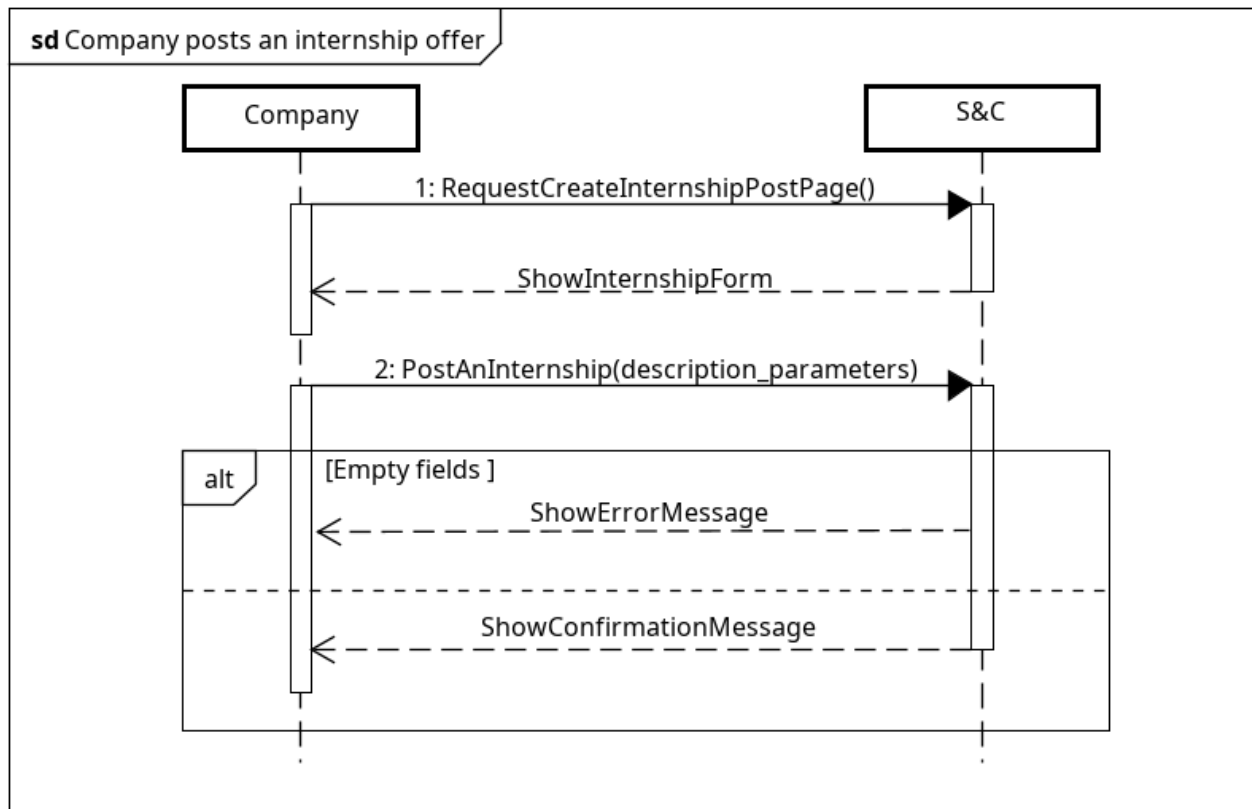 sd Company posts an internship offer
Company
S&C
1: RequestCreateInternshipPostPage()
ShowInternshipForm
2: PostAnInternship(description_parameters)
alt
[Empty fields ]
ShowErrorMessage
ShowConfirmationMessage